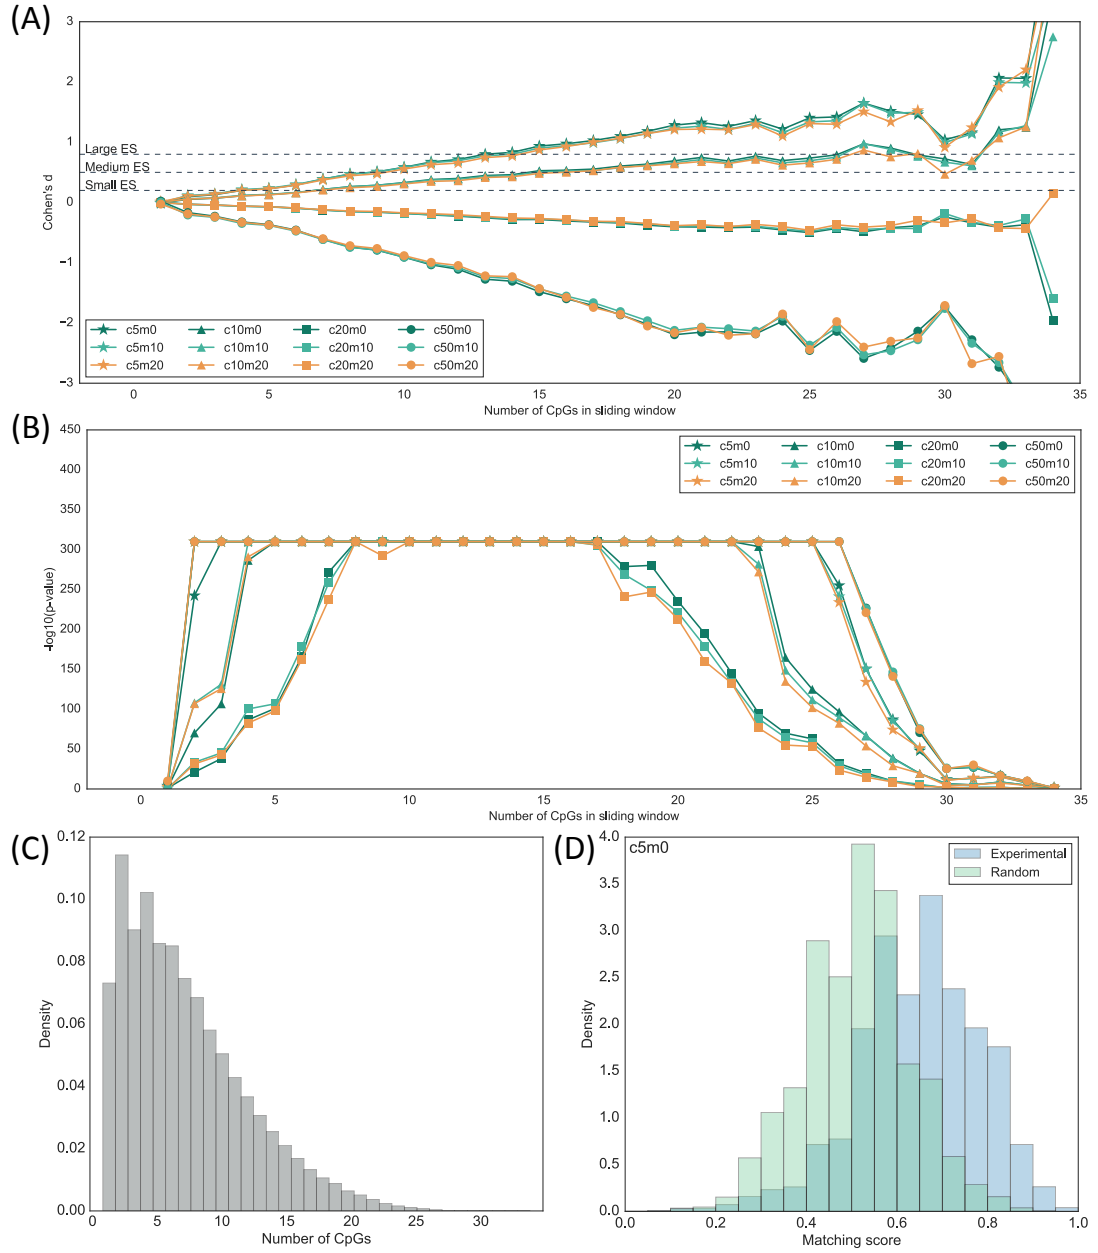 (A)
3
2
1
0
−1
−2
−3
Cohen's d
Large ES
Medium ES
Small ES
c5m0 c10m0 c20m0 c50m0
c5m10 c10m10 c20m10 c50m10
c5m20 c10m20 c20m20 c50m20
0 5 10 15 20 25 30 35
Number of CpGs in sliding window
(B)
450
400
350
300
250
200
150
100
50
0
-log10(p-value)
c5m0 c10m0 c20m0 c50m0
c5m10 c10m10 c20m10 c50m10
c5m20 c10m20 c20m20 c50m20
0 5 10 15 20 25 30 35
Number of CpGs in sliding window
(C)
0.12
0.10
0.08
0.06
0.04
0.02
0.00
Density
0 5 10 15 20 25 30
Number of CpGs
(D)
c5m0
Experimental
Random
4.0
3.5
3.0
2.5
2.0
1.5
1.0
0.5
0.0
Density
0.0 0.2 0.4 0.6 0.8 1.0
Matching score